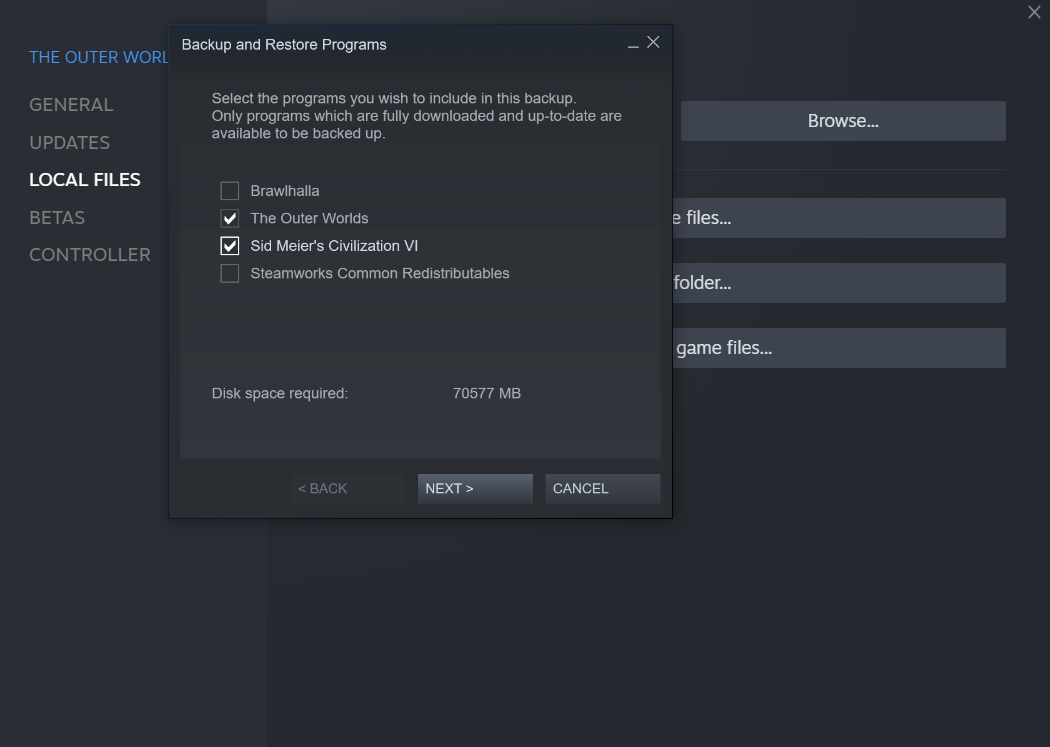 Backup and Restore Programs
THE OUTER WORL
GENERAL
UPDATES
LOCAL FILES
BETAS
CONTROLLER
Select the programs you wish to include in this backup.
Only programs which are fully downloaded and up-to-date are
available to be backed up.
Brawlhalla
The Outer Worlds
Sid Meier's Civilization VI
Steamworks Common Redistributables
Disk space required: 70577 MB
< BACK NEXT > CANCEL
Browse...
e files...
folder...
game files...